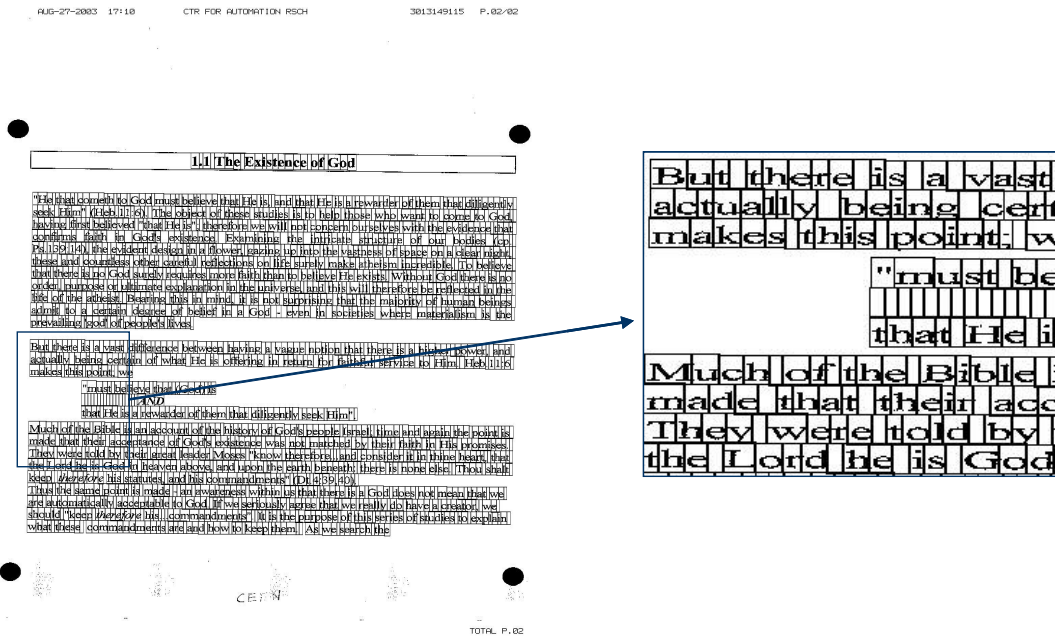 AUG-27-2003 17:10 CTR FOR AUTOMATION RSCH 3013149115 P.02/02
1.1 The Existence of God
"He that cometh to God must believe that He is, and that He is a rewarder of them that diligently
seek Him" (Heb.11:6). The object of these studies is to help those who want to come to God,
having first believed "that He is"; therefore we will not concern ourselves with the evidence that
confirms faith in God's existence. Examining the intricate structure of our bodies (cp.
Ps.139:14), the evident design in a flower, gazing up into the vastness of space on a clear night,
these and countless other careful reflections on life surely make atheism incredible. To believe
that there is no God surely requires more faith than to believe He exists. Without God there is no
order, purpose or ultimate explanation in the universe, and this will therefore be reflected in the
life of the atheist. Bearing this in mind, it is not surprising that the majority of human beings
admit to a certain degree of belief in a God - even in societies where materialism is the
prevailing 'god' of people's lives.
But there is a vast difference between having a vague notion that there is a higher power, and
actually being certain of what He is offering in return for faithful service to Him. Heb.11:6
makes this point; we
"must believe that (God) is
AND
that He is a rewarder of them that diligently seek Him".
Much of the Bible is an account of the history of God's people Israel; time and again the point is
made that their acceptance of God's existence was not matched by their faith in His promises.
They were told by their great leader Moses "know therefore...and consider it in thine heart, that
the Lord he is God in heaven above, and upon the earth beneath; there is none else. Thou shalt
keep therefore his statutes, and his commandments" (Dt.4:39,40).
Thus the same point is made - an awareness within us that there is a God does not mean that we
are automatically acceptable to God. If we seriously agree that we really do have a creator, we
should "keep therefore his.. commandments". It is the purpose of this series of studies to explain
what these commandments are and how to keep them. As we search the
TOTAL P.02
But there is a vast
actually being cert
makes this point; w
"must be
that He i
Much of the Bible i
made that their acc
They were told by t
the Lord he is God